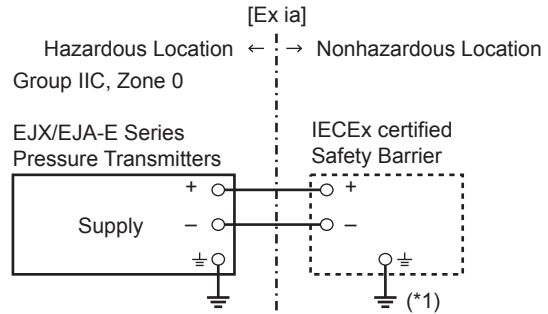 [Ex ia]
Hazardous Location ← → Nonhazardous Location
Group IIC, Zone 0
EJX/EJA-E Series
Pressure Transmitters
IECEx certified
Safety Barrier
+ +
Supply – –
(*1)